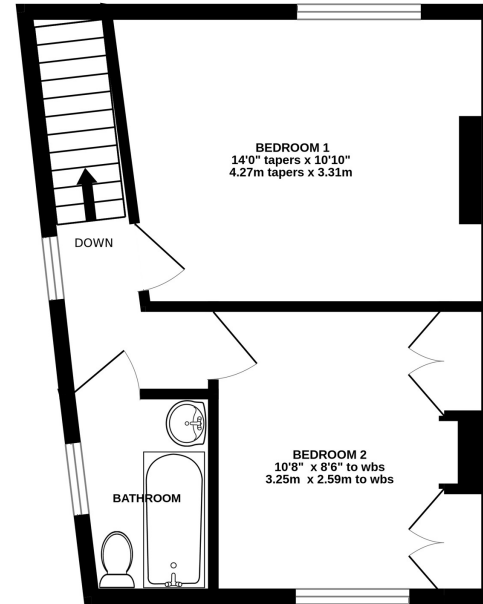 BEDROOM 1
14'0" tapers x 10'10"
4.27m tapers x 3.31m
DOWN
BEDROOM 2
10'8" x 8'6" to wbs
3.25m x 2.59m to wbs
BATHROOM